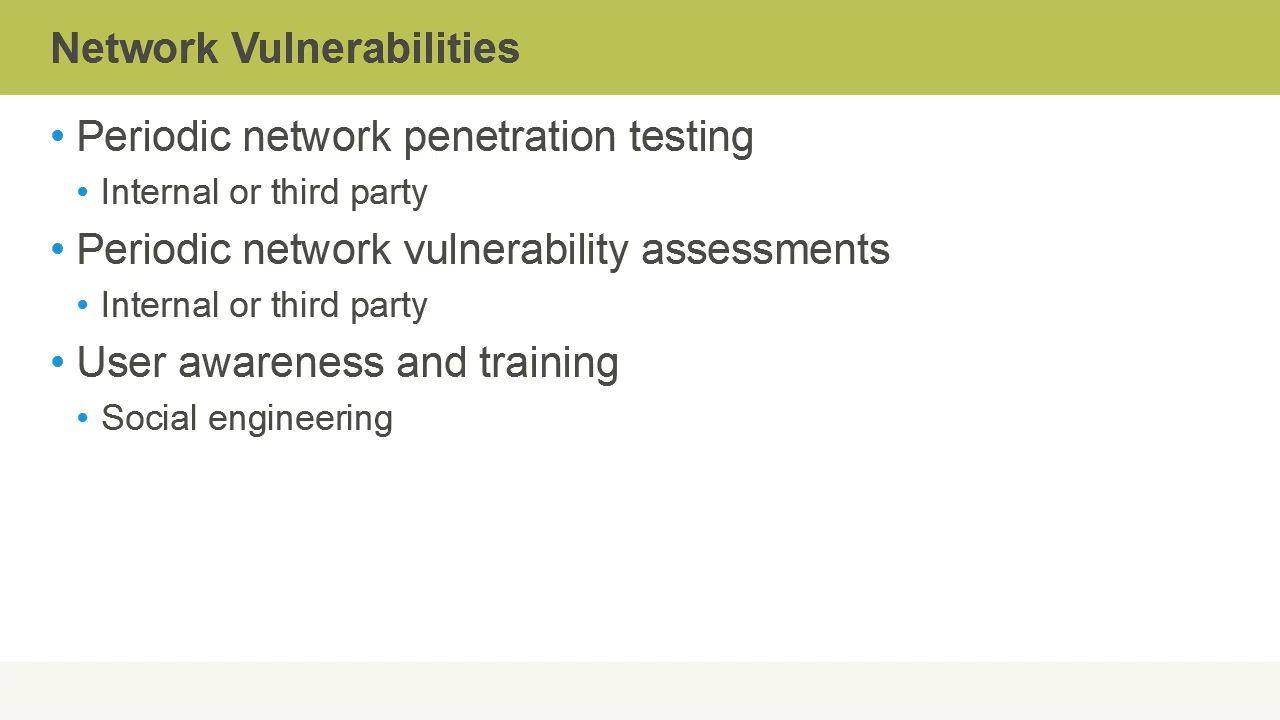 Network Vulnerabilities
• Periodic network penetration testing
• Internal or third party
• Periodic network vulnerability assessments
• Internal or third party
• User awareness and training
• Social engineering